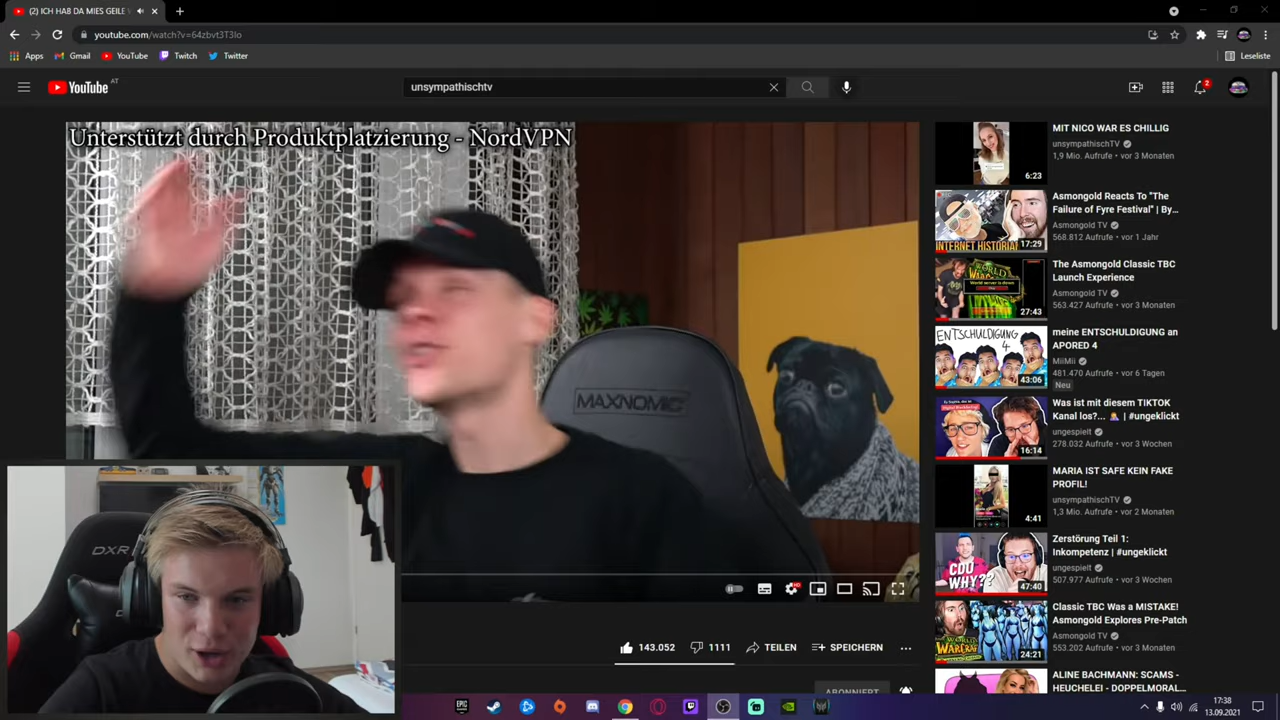 (2) ICH HAB DA MIES GEILE
youtube.com/watch?v=64zbvt3T3Io
Apps
Gmail
YouTube
Twitch
Twitter
Leseliste
YouTube
AT
unsympathischtv
2
Unterstützt durch Produktplatzierung - NordVPN
MAXNOMIC
DXR
HD
143.052
1111
TEILEN
SPEICHERN
ABONNIERT
6:23
MIT NICO WAR ES CHILLIG
unsympathischTV
1,9 Mio. Aufrufe • vor 3 Monaten
INTERNET HISTORIAN
17:29
Asmongold Reacts To "The
Failure of Fyre Festival" | By…
Asmongold TV
568.812 Aufrufe • vor 1 Jahr
27:43
The Asmongold Classic TBC
Launch Experience
Asmongold TV
563.427 Aufrufe • vor 3 Monaten
ENTSCHULDIGUNG
4
43:06
meine ENTSCHULDIGUNG an
APORED 4
MiiMii
481.470 Aufrufe • vor 6 Tagen
Neu
16:14
Was ist mit diesem TIKTOK
Kanal los?... 🤦 | #ungeklickt
ungespielt
278.032 Aufrufe • vor 3 Wochen
4:41
MARIA IST SAFE KEIN FAKE
PROFIL!
unsympathischTV
1,3 Mio. Aufrufe • vor 2 Monaten
CDU
WHY??
47:40
Zerstörung Teil 1:
Inkompetenz | #ungeklickt
ungespielt
507.977 Aufrufe • vor 3 Wochen
WORLD
WARCRAFT
24:21
Classic TBC Was a MISTAKE!
Asmongold Explores Pre-Patch
Asmongold TV
553.202 Aufrufe • vor 3 Monaten
ALINE BACHMANN: SCAMS -
HEUCHELEI - DOPPELMORAL...
17:38
13.09.2021